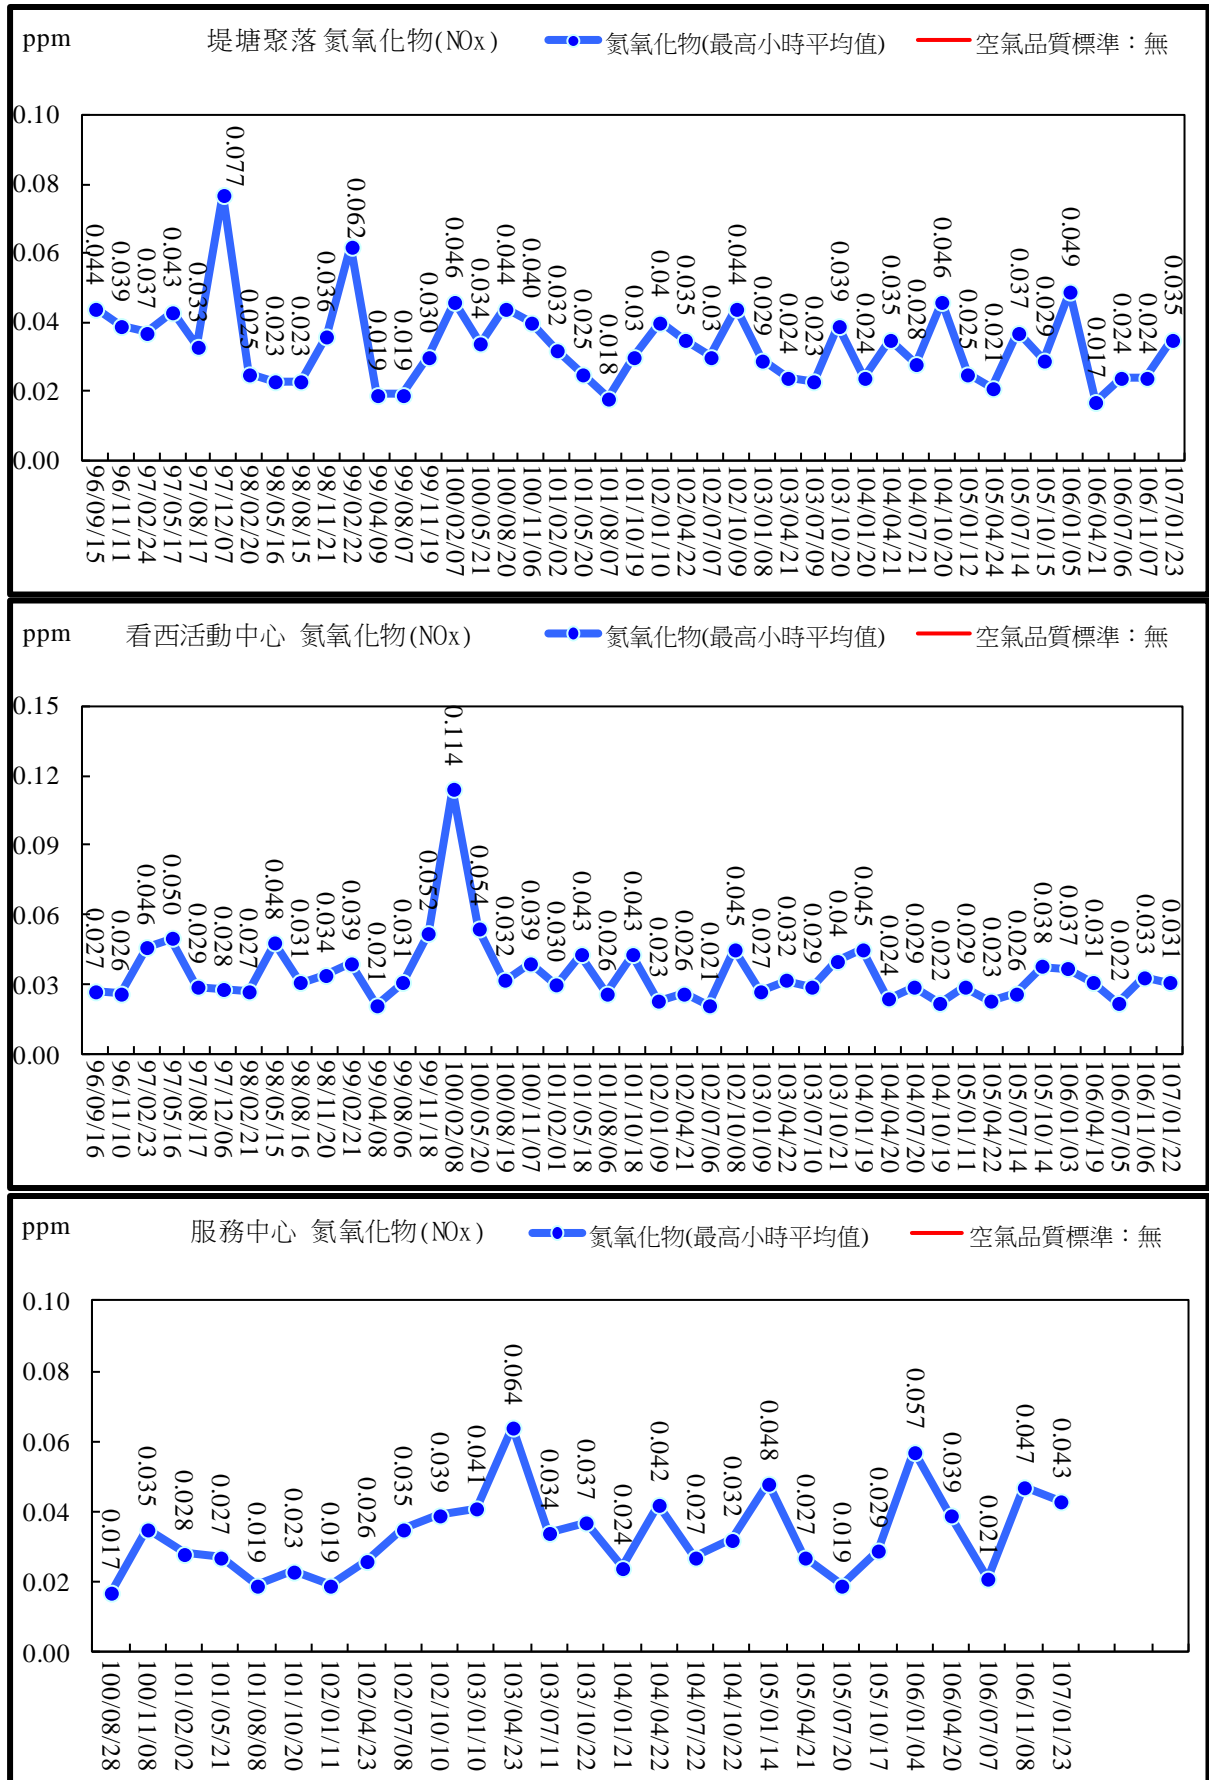 ppm 堤塘聚落 氮氧化物(NOx) 氮氧化物(最高小時平均值) 空氣品質標準：無
0.10
0.08
0.06
0.04
0.02
0.00
0.044 0.039 0.037 0.043 0.033 0.077 0.025 0.023 0.023 0.036 0.062 0.019 0.019 0.030 0.046 0.034 0.044 0.040 0.032 0.025 0.018 0.03 0.04 0.035 0.03 0.044 0.029 0.024 0.023 0.039 0.024 0.035 0.028 0.046 0.025 0.021 0.037 0.029 0.049 0.017 0.024 0.024 0.035
96/09/15 96/11/11 97/02/24 97/05/17 97/08/17 97/12/07 98/02/20 98/05/16 98/08/15 98/11/21 99/02/22 99/04/09 99/08/07 99/11/19 100/02/07 100/05/21 100/08/20 100/11/06 101/02/02 101/05/20 101/08/07 101/10/19 102/01/10 102/04/22 102/07/07 102/10/09 103/01/08 103/04/21 103/07/09 103/10/20 104/01/20 104/04/21 104/07/21 104/10/20 105/01/12 105/04/24 105/07/14 105/10/15 106/01/05 106/04/21 106/07/06 106/11/07 107/01/23
ppm 看西活動中心 氮氧化物(NOx) 氮氧化物(最高小時平均值) 空氣品質標準：無
0.15
0.12
0.09
0.06
0.03
0.00
0.027 0.026 0.046 0.050 0.029 0.028 0.027 0.048 0.031 0.034 0.039 0.021 0.031 0.052 0.114 0.054 0.032 0.039 0.030 0.043 0.026 0.043 0.023 0.026 0.021 0.045 0.027 0.032 0.029 0.04 0.045 0.024 0.029 0.022 0.029 0.023 0.026 0.038 0.037 0.031 0.022 0.033 0.031
96/09/16 96/11/10 97/02/23 97/05/16 97/08/17 97/12/06 98/02/21 98/05/15 98/08/16 98/11/20 99/02/21 99/04/08 99/08/06 99/11/18 100/02/08 100/05/20 100/08/19 100/11/07 101/02/01 101/05/18 101/08/06 101/10/18 102/01/09 102/04/21 102/07/06 102/10/08 103/01/09 103/04/22 103/07/10 103/10/21 104/01/19 104/04/20 104/07/20 104/10/19 105/01/11 105/04/22 105/07/14 105/10/14 106/01/03 106/04/19 106/07/05 106/11/06 107/01/22
ppm 服務中心 氮氧化物(NOx) 氮氧化物(最高小時平均值) 空氣品質標準：無
0.10
0.08
0.06
0.04
0.02
0.00
0.017 0.035 0.028 0.027 0.019 0.023 0.019 0.026 0.035 0.039 0.041 0.064 0.034 0.037 0.024 0.042 0.027 0.032 0.048 0.027 0.019 0.029 0.057 0.039 0.021 0.047 0.043
100/08/28 100/11/08 101/02/02 101/05/21 101/08/08 101/10/20 102/01/11 102/04/23 102/07/08 102/10/10 103/01/10 103/04/23 103/07/11 103/10/22 104/01/21 104/04/22 104/07/22 104/10/22 105/01/14 105/04/21 105/07/20 105/10/17 106/01/04 106/04/20 106/07/07 106/11/08 107/01/23